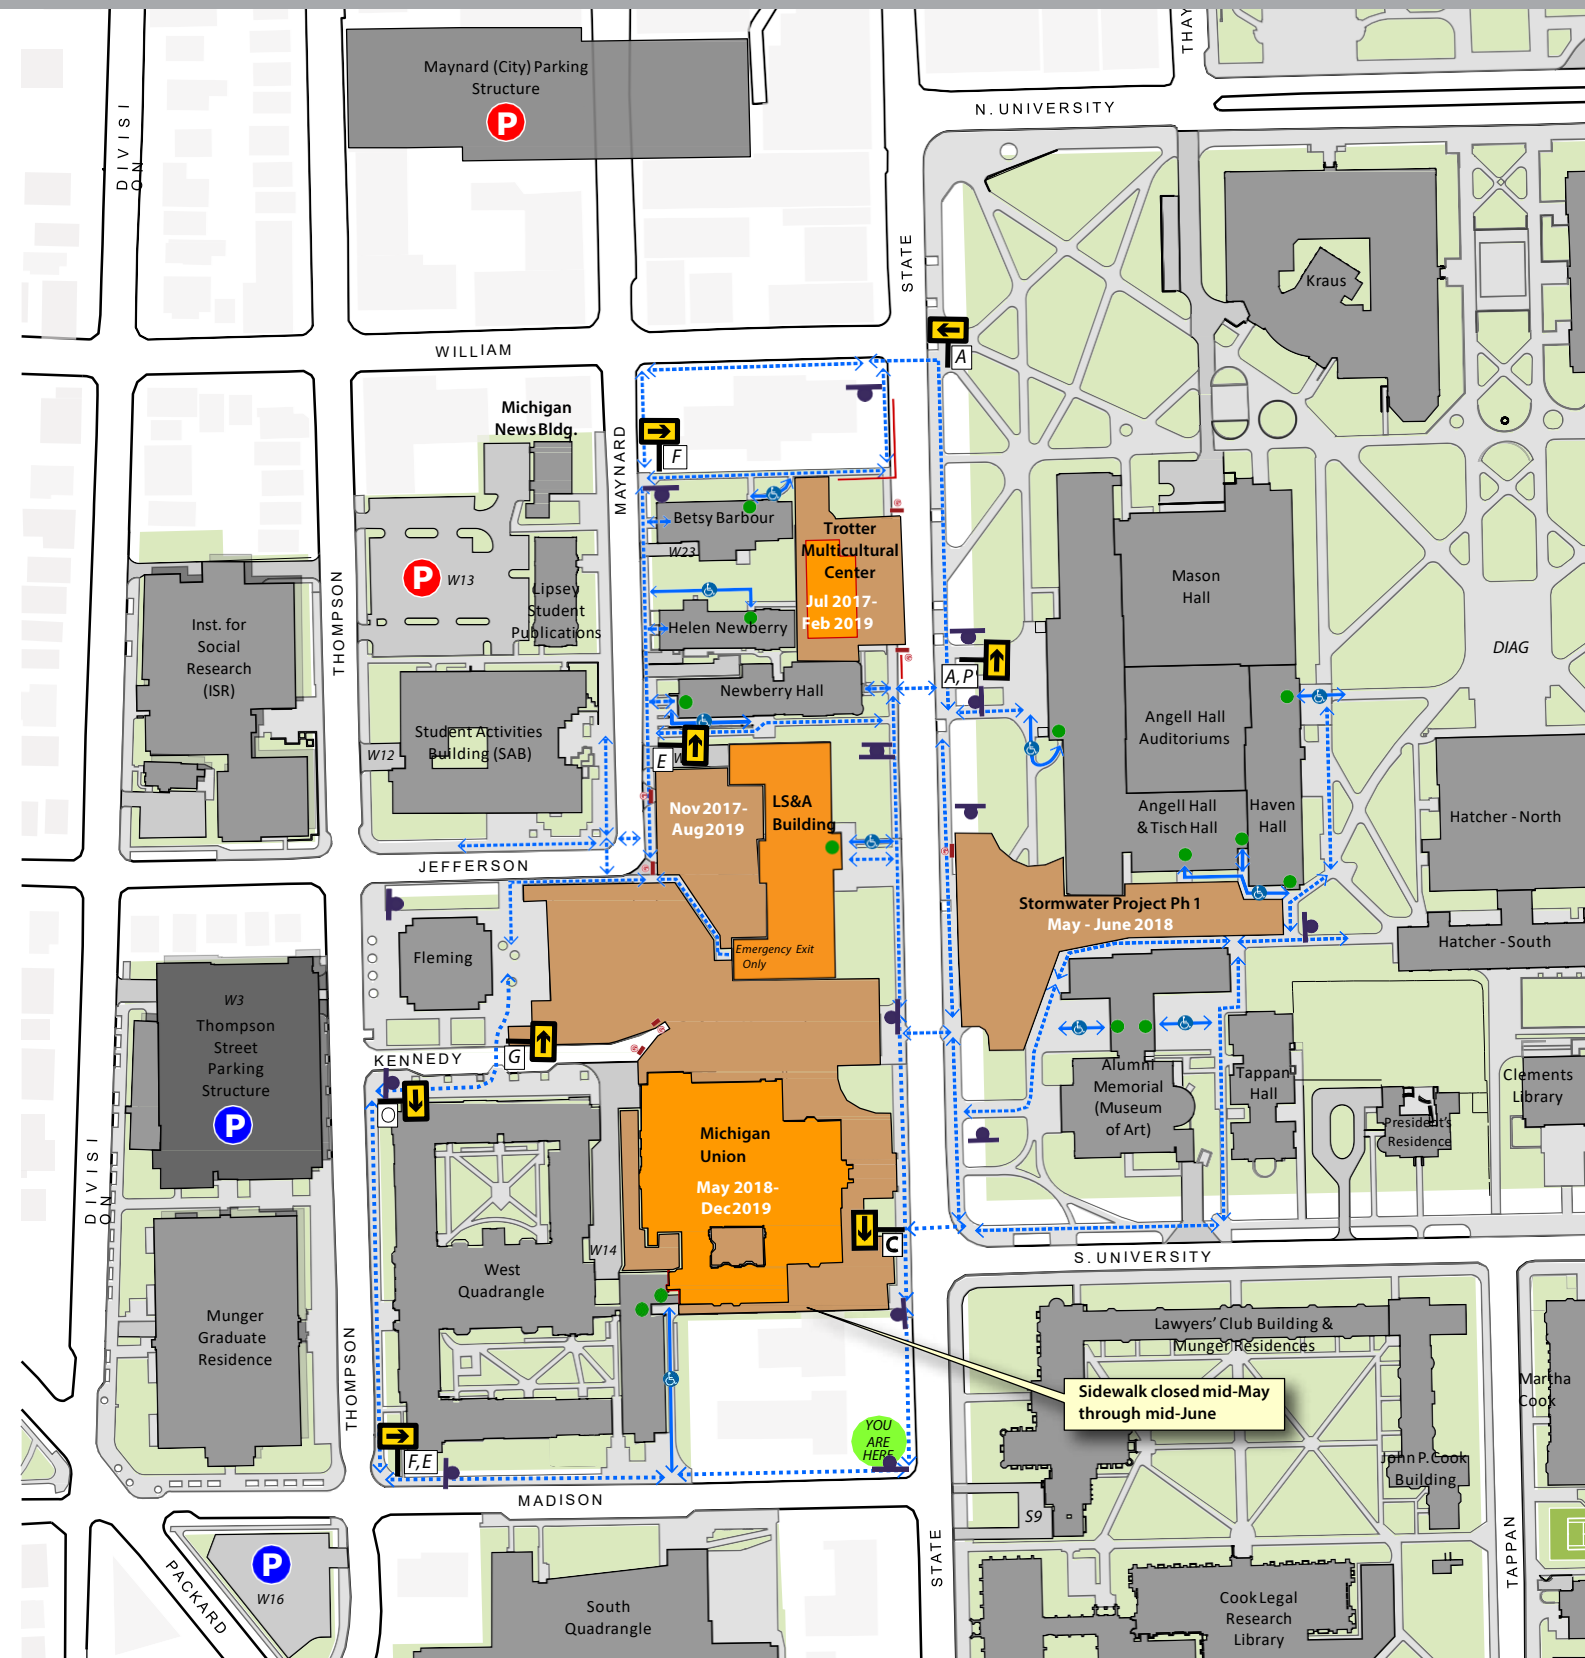 THAY
Maynard (City) Parking
Structure
P
N. UNIVERSITY
DIVISI
ON
STATE
Kraus
A
WILLIAM
Michigan
News Bldg.
MAYNARD
F
Betsy Barbour
W23
Trotter
Multicultural
Center
Jul 2017-
Feb 2019
P
W13
Lipsey
Student
Publications
THOMPSON
Inst. for
Social
Research
(ISR)
Helen Newberry
Mason
Hall
DIAG
A,P
Newberry Hall
Angell Hall
Auditoriums
Student Activities
Building (SAB)
W12
E
W
Nov 2017-
Aug 2019
LS&A
Building
Angell Hall
& Tisch Hall
Haven
Hall
Hatcher - North
JEFFERSON
Stormwater Project Ph 1
May - June 2018
Hatcher - South
Emergency Exit
Only
Fleming
W3
Thompson
Street
Parking
Structure
P
G
KENNEDY
O
Alumni
Memorial
(Museum
of Art)
Tappan
Hall
Clements
Library
President's
Residence
Michigan
Union
May 2018-
Dec 2019
DIVISI
ON
C
W14
S. UNIVERSITY
West
Quadrangle
Munger
Graduate
Residence
THOMPSON
Lawyers' Club Building &
Munger Residences
Sidewalk closed mid-May
through mid-June
Martha
Cook
YOU
ARE
HERE
F,E
John P. Cook
Building
MADISON
S9
STATE
TAPPAN
PACKARD
P
W16
South
Quadrangle
Cook Legal
Research
Library